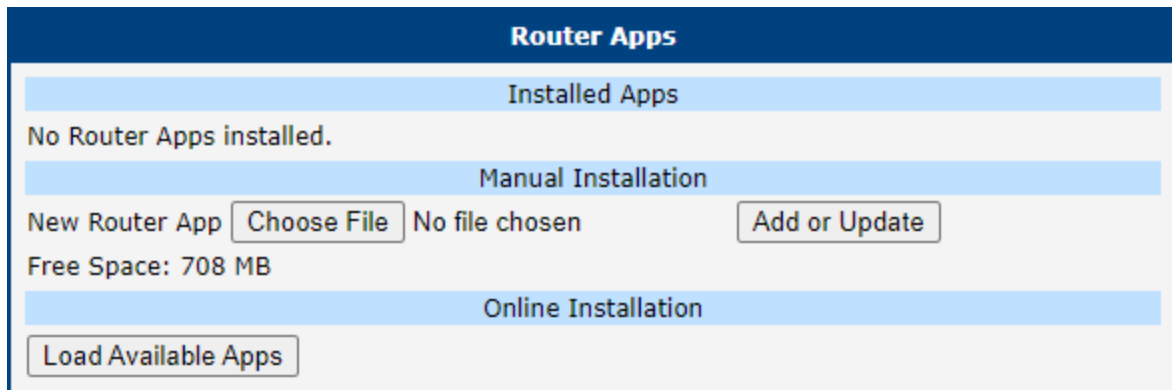 Router Apps
Installed Apps
No Router Apps installed.
Manual Installation
New Router App Choose File No file chosen Add or Update
Free Space: 708 MB
Online Installation
Load Available Apps